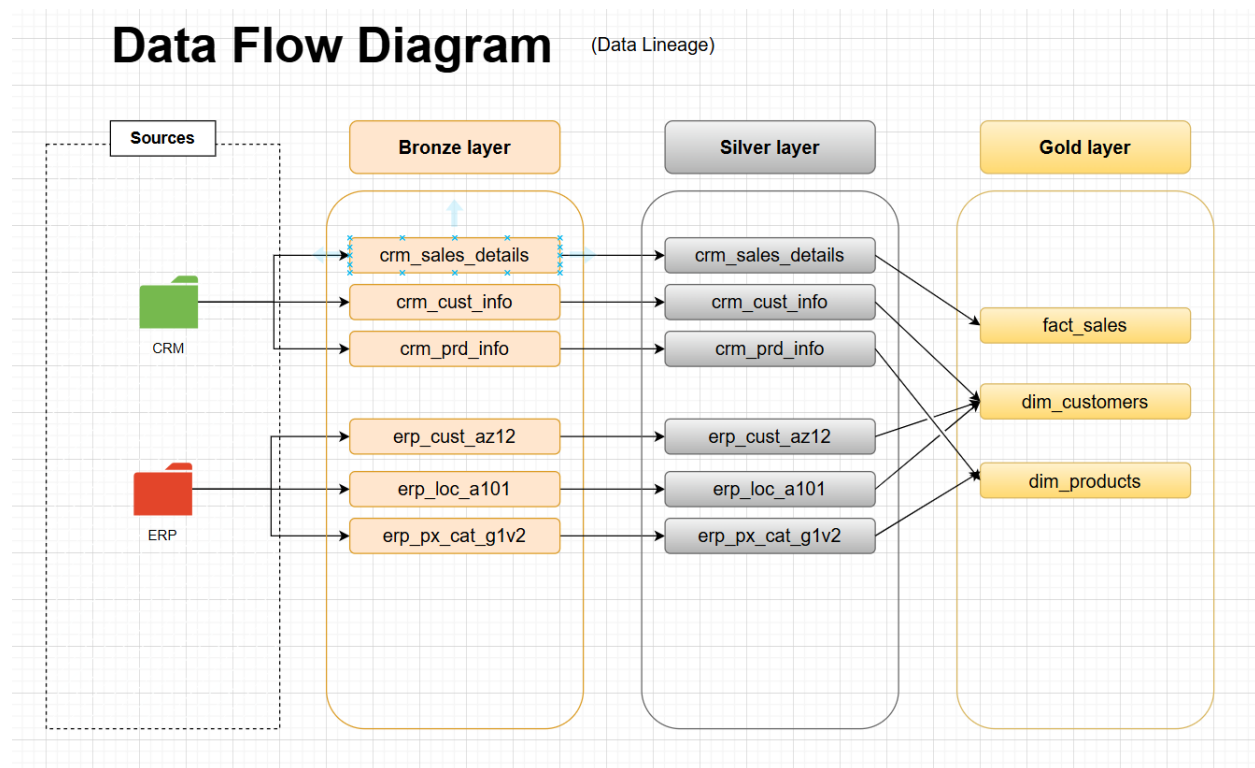 Data Flow Diagram
(Data Lineage)
Sources
Bronze layer
Silver layer
Gold layer
CRM
ERP
crm_sales_details
crm_cust_info
crm_prd_info
erp_cust_az12
erp_loc_a101
erp_px_cat_g1v2
crm_sales_details
crm_cust_info
crm_prd_info
erp_cust_az12
erp_loc_a101
erp_px_cat_g1v2
fact_sales
dim_customers
dim_products